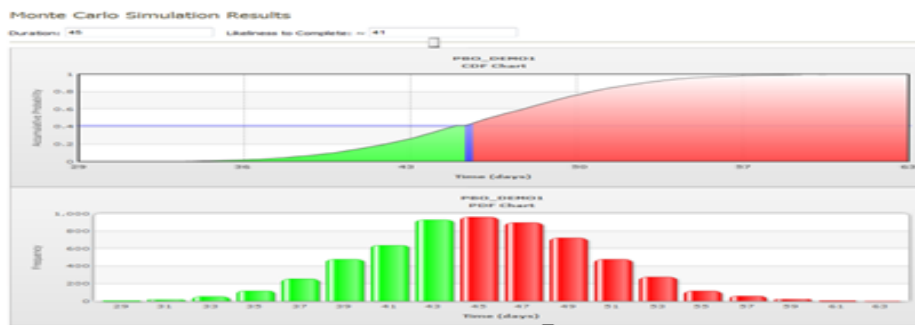 Monte Carlo Simulation Results
Duration: 45 Likeliness to Complete: ~ 41
PBO_DEMO1
CDF Chart
Accumulative Probability
1
0.8
0.6
0.4
0.2
0
29 36 43 50 57 63
Time (days)
PBO_DEMO1
PDF Chart
Frequency
1,000
800
600
400
200
0
29 31 33 35 37 39 41 43 45 47 49 51 53 55 57 59 61 63
Time (days)